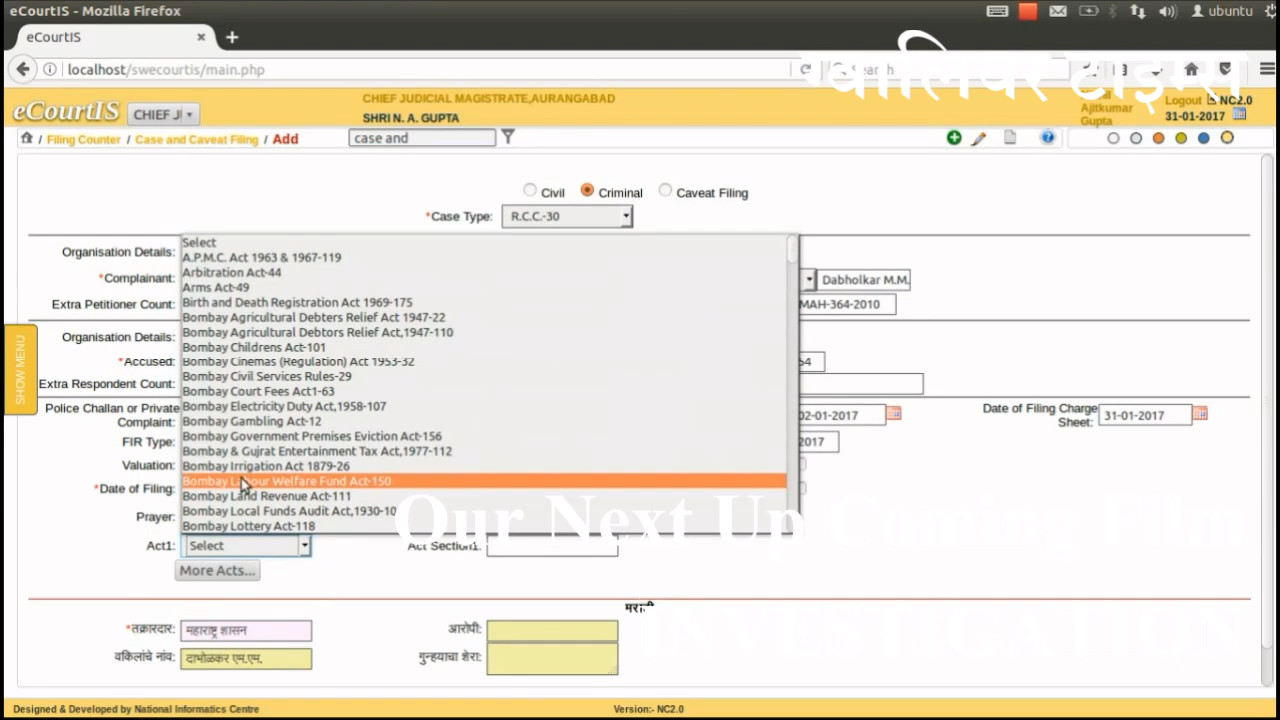 eCourtIS - Mozilla Firefox
ubuntu
eCourtIS
localhost/swecourtis/main.php
Search
ग्वालियर टाइम्स
eCourtIS CHIEF JI
CHIEF JUDICIAL MAGISTRATE,AURANGABAD
SHRI N. A. GUPTA
Ajitkumar Gupta
Logout NC2.0
31-01-2017
/ Filing Counter / Case and Caveat Filing / Add
case and
Civil Criminal Caveat Filing
*Case Type: R.C.C.-30
Organisation Details:
*Complainant: Dabholkar M.M.
Extra Petitioner Count: MAH-364-2010
Organisation Details:
*Accused: 54
Extra Respondent Count:
Police Challan or Private Complaint: 02-01-2017
Date of Filing Charge Sheet: 31-01-2017
FIR Type: 2017
Valuation:
*Date of Filing:
Prayer:
Select
A.P.M.C. Act 1963 & 1967-119
Arbitration Act-44
Arms Act-49
Birth and Death Registration Act 1969-175
Bombay Agricultural Debters Relief Act 1947-22
Bombay Agricultural Debtors Relief Act,1947-110
Bombay Childrens Act-101
Bombay Cinemas (Regulation) Act 1953-32
Bombay Civil Services Rules-29
Bombay Court Fees Act1-63
Bombay Electricity Duty Act,1958-107
Bombay Gambling Act-12
Bombay Government Premises Eviction Act-156
Bombay & Gujrat Entertainment Tax Act,1977-112
Bombay Irrigation Act 1879-26
Bombay Labour Welfare Fund Act-150
Bombay Land Revenue Act-111
Bombay Local Funds Audit Act,1930-10
Bombay Lottery Act-118
Our Next Up Coming Film
Act1: Select Act Section1:
More Acts...
SHOW MENU
*तक्रारदार: महाराष्ट्र शासन आरोपी:
वकिलांचे नांव: दाभोळकर एम.एम. गुन्हयाचा शेरा:
Designed & Developed by National Informatics Centre
Version:- NC2.0